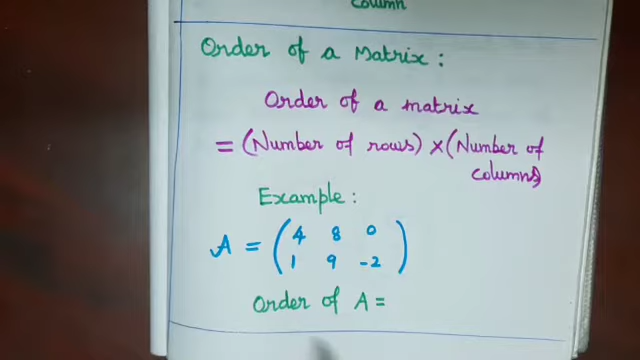 column
Order of a Matrix:
Order of a matrix
= (Number of rows) × (Number of
columns)
Example:
A = ( 4 8 0
1 9 -2 )
Order of A =